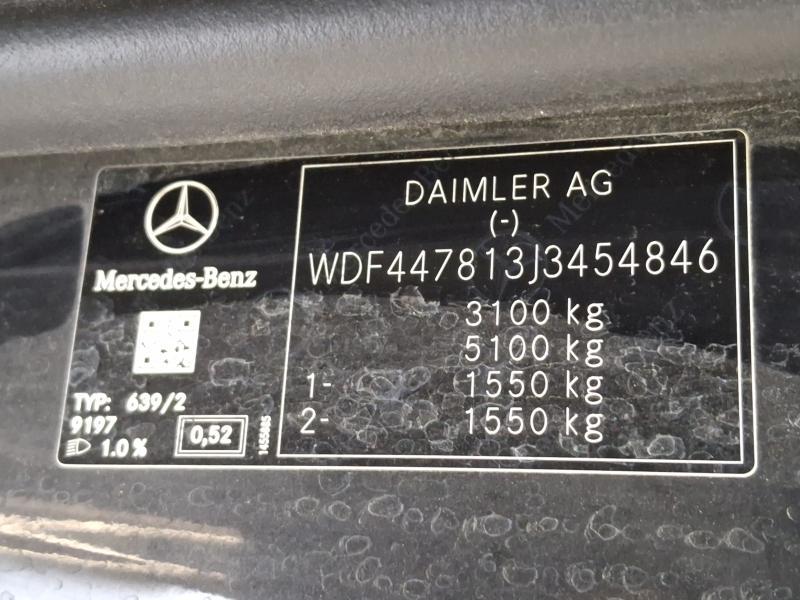 Mercedes-Benz
TYP: 639/2
9197
1.0 %
0,52
1455085
DAIMLER AG
(-)
WDF447813J3454846
3100 kg
5100 kg
1- 1550 kg
2- 1550 kg